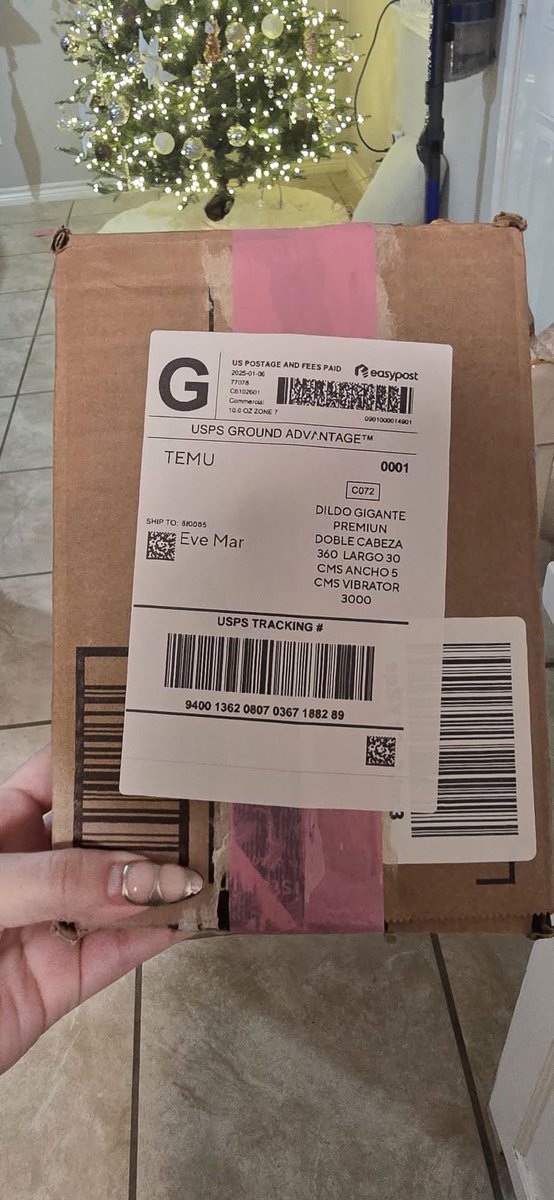 G
US POSTAGE AND FEES PAID
2025-01-06
77078
C6102601
Commercial
10.0 OZ ZONE 7
easypost
0901000014901
USPS GROUND ADVANTAGE™
TEMU
0001
C072
SHIP TO: 810085
Eve Mar
DILDO GIGANTE
PREMIUN
DOBLE CABEZA
360 LARGO 30
CMS ANCHO 5
CMS VIBRATOR
3000
USPS TRACKING #
9400 1362 0807 0367 1882 89